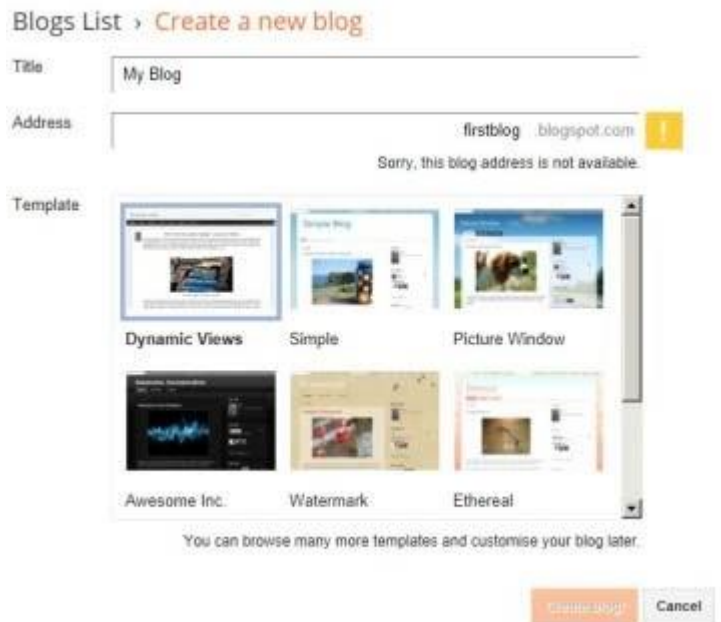 Blogs List › Create a new blog
Title
My Blog
Address
firstblog .blogspot.com !
Sorry, this blog address is not available.
Template
Dynamic Views Simple Picture Window
Awesome Inc. Watermark Ethereal
You can browse many more templates and customise your blog later.
Create blog! Cancel